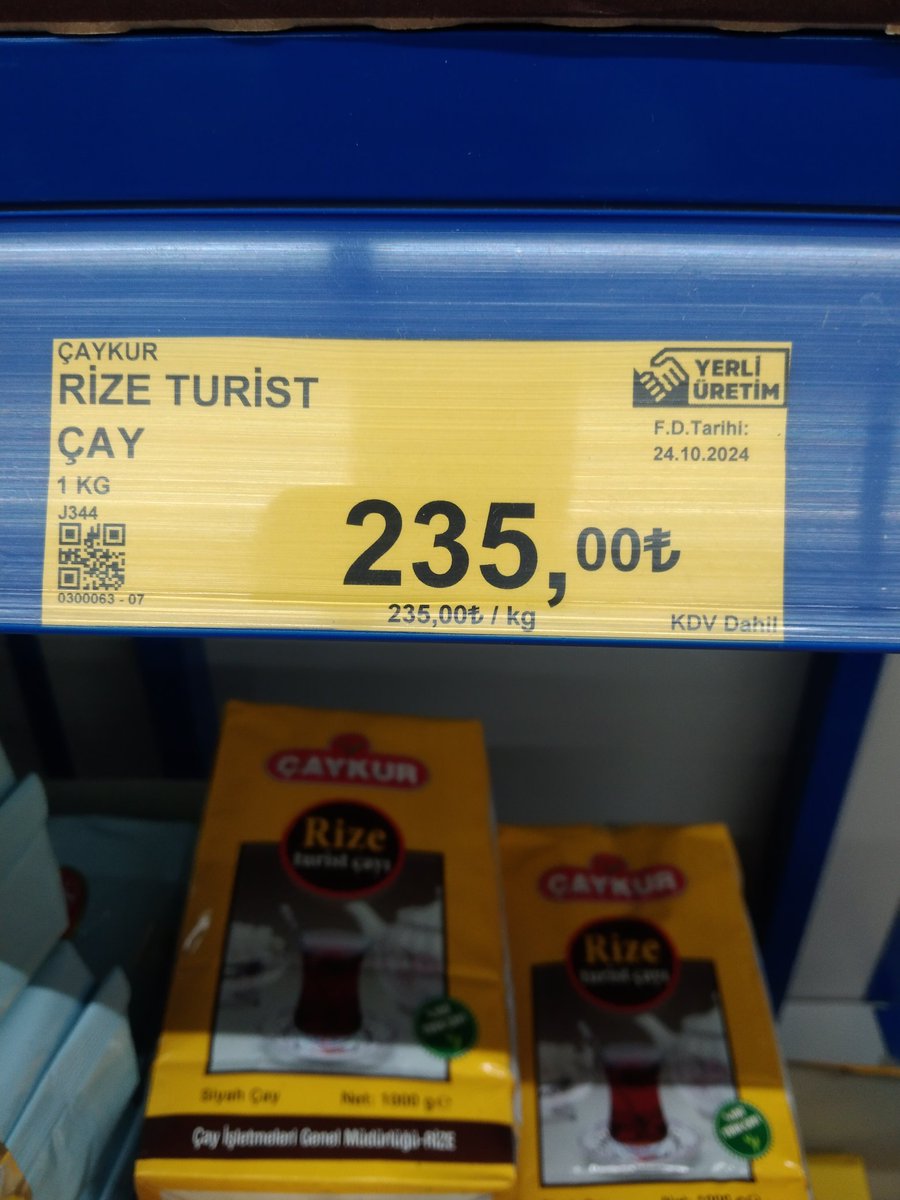 ÇAYKUR
RİZE TURİST
ÇAY
1 KG
J344
0300063 - 07
YERLİ
ÜRETİM
F.D.Tarihi:
24.10.2024
235,00₺
235,00₺ / kg
KDV Dahil
ÇAYKUR
Rize
turist çayı
Siyah Çay
Net: 1000 g℮
Çay İşletmeleri Genel Müdürlüğü-RİZE
ÇAYKUR
Rize
turist çayı